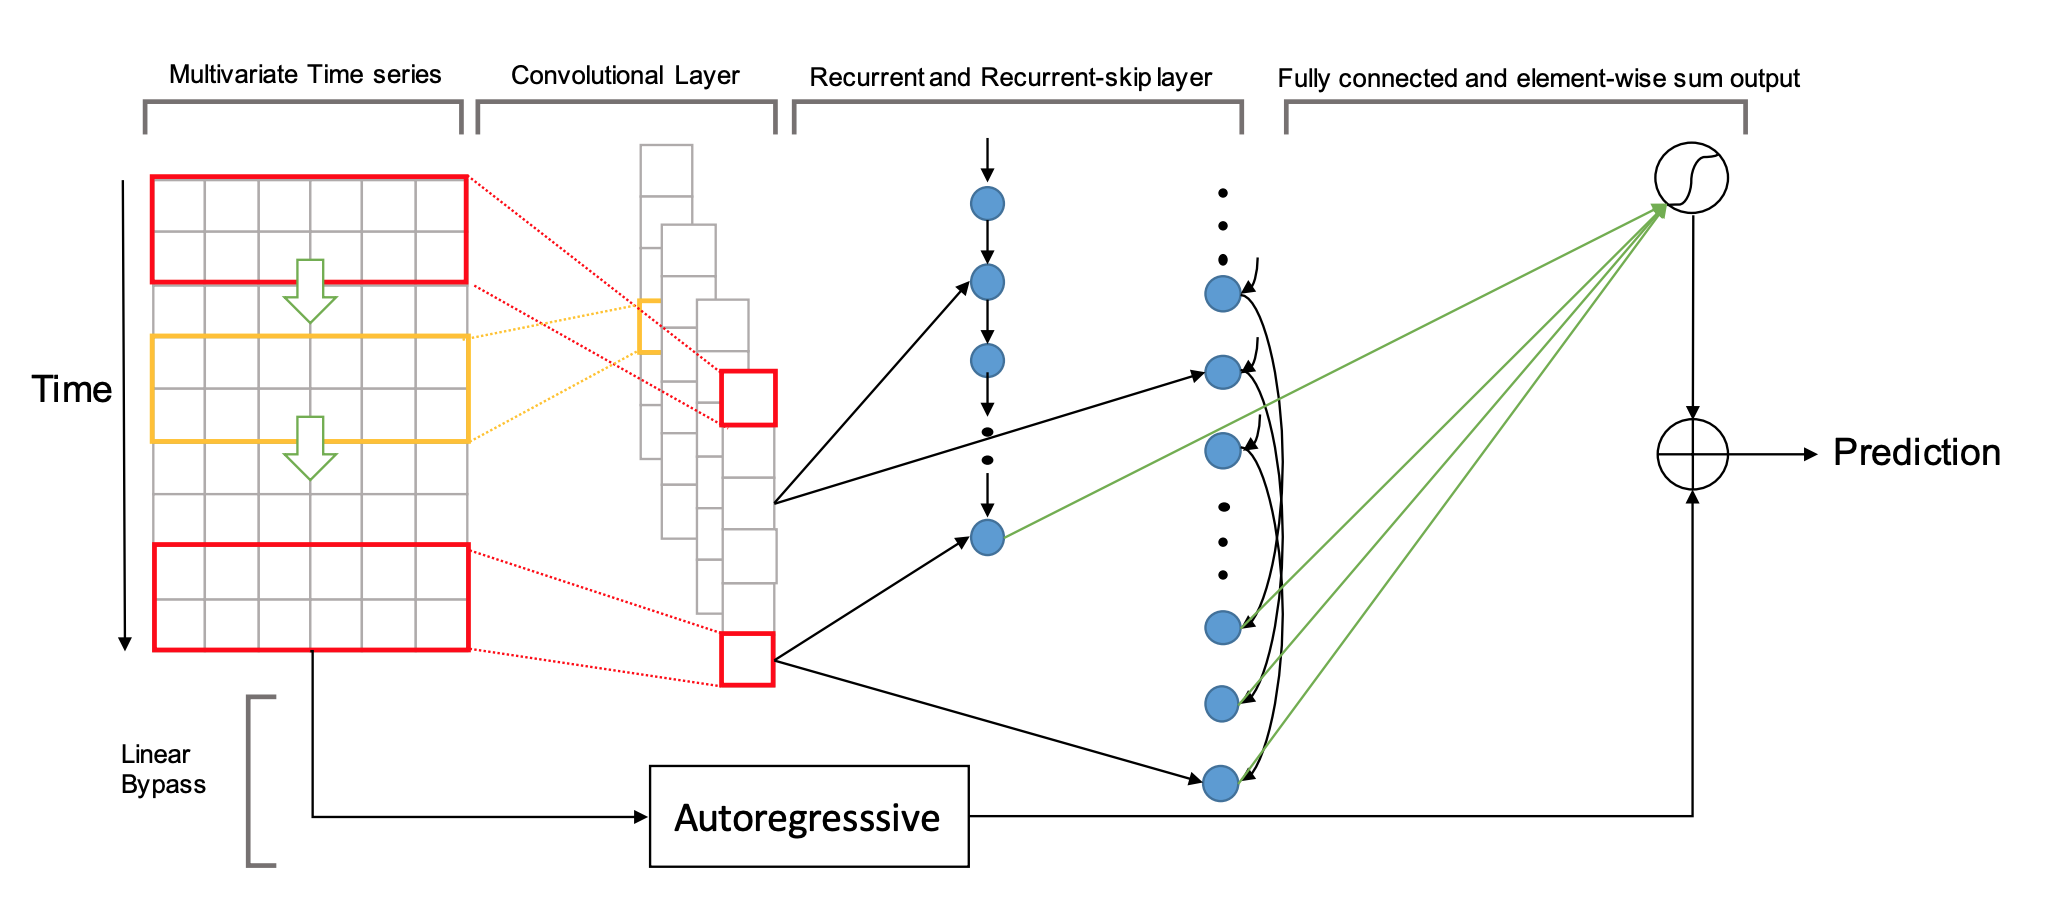 Multivariate Time series
Convolutional Layer
Recurrent and Recurrent-skip layer
Fully connected and element-wise sum output
Time
Prediction
Linear
Bypass
Autoregresssive